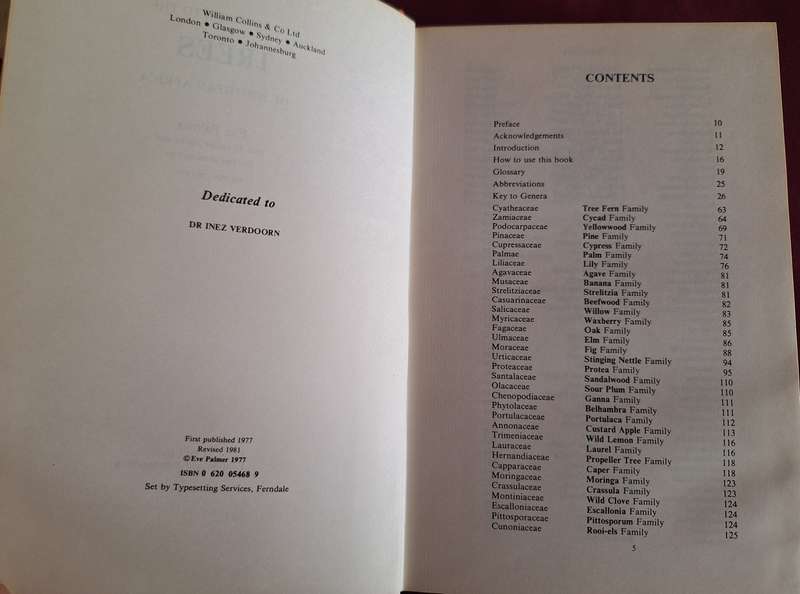 William Collins & Co Ltd
London • Glasgow • Sydney • Auckland
Toronto • Johannesburg
Dedicated to
DR INEZ VERDOORN
First published 1977
Revised 1981
©Eve Palmer 1977
ISBN 0 620 05468 9
Set by Typesetting Services, Ferndale
CONTENTS
Preface 10
Acknowledgements 11
Introduction 12
How to use this book 16
Glossary 19
Abbreviations 25
Key to Genera 26
Cyatheaceae Tree Fern Family 63
Zamiaceae Cycad Family 64
Podocarpaceae Yellowwood Family 69
Pinaceae Pine Family 71
Cupressaceae Cypress Family 72
Palmae Palm Family 74
Liliaceae Lily Family 76
Agavaceae Agave Family 81
Musaceae Banana Family 81
Strelitziaceae Strelitzia Family 81
Casuarinaceae Beefwood Family 82
Salicaceae Willow Family 83
Myricaceae Waxberry Family 85
Fagaceae Oak Family 85
Ulmaceae Elm Family 86
Moraceae Fig Family 88
Urticaceae Stinging Nettle Family 94
Proteaceae Protea Family 95
Santalaceae Sandalwood Family 110
Olacaceae Sour Plum Family 110
Chenopodiaceae Ganna Family 111
Phytolaceae Belhambra Family 111
Portulacaceae Portulaca Family 112
Annonaceae Custard Apple Family 113
Trimeniaceae Wild Lemon Family 116
Lauraceae Laurel Family 116
Hernandiaceae Propeller Tree Family 118
Capparaceae Caper Family 118
Moringaceae Moringa Family 123
Crassulaceae Crassula Family 123
Montiniaceae Wild Clove Family 124
Escalloniaceae Escallonia Family 124
Pittosporaceae Pittosporum Family 124
Cunoniaceae Rooi-els Family 125
5